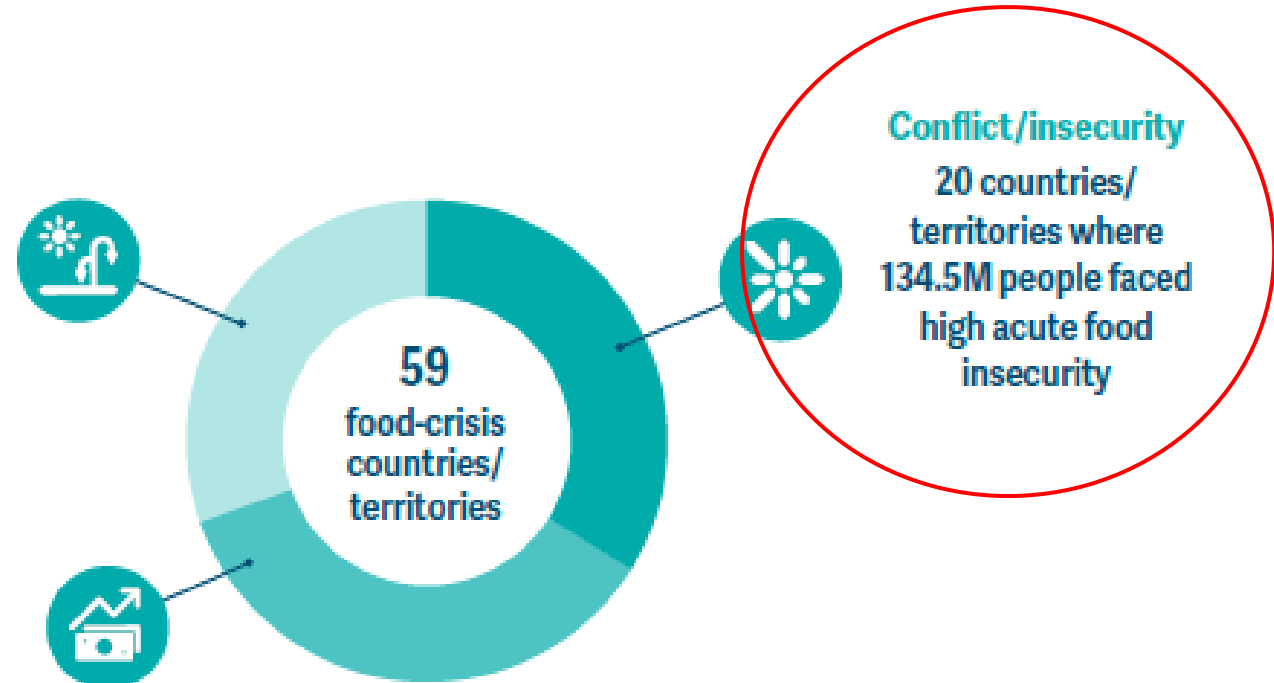 Conflict/insecurity
20 countries/
territories where
134.5M people faced
high acute food
insecurity
59
food-crisis
countries/
territories